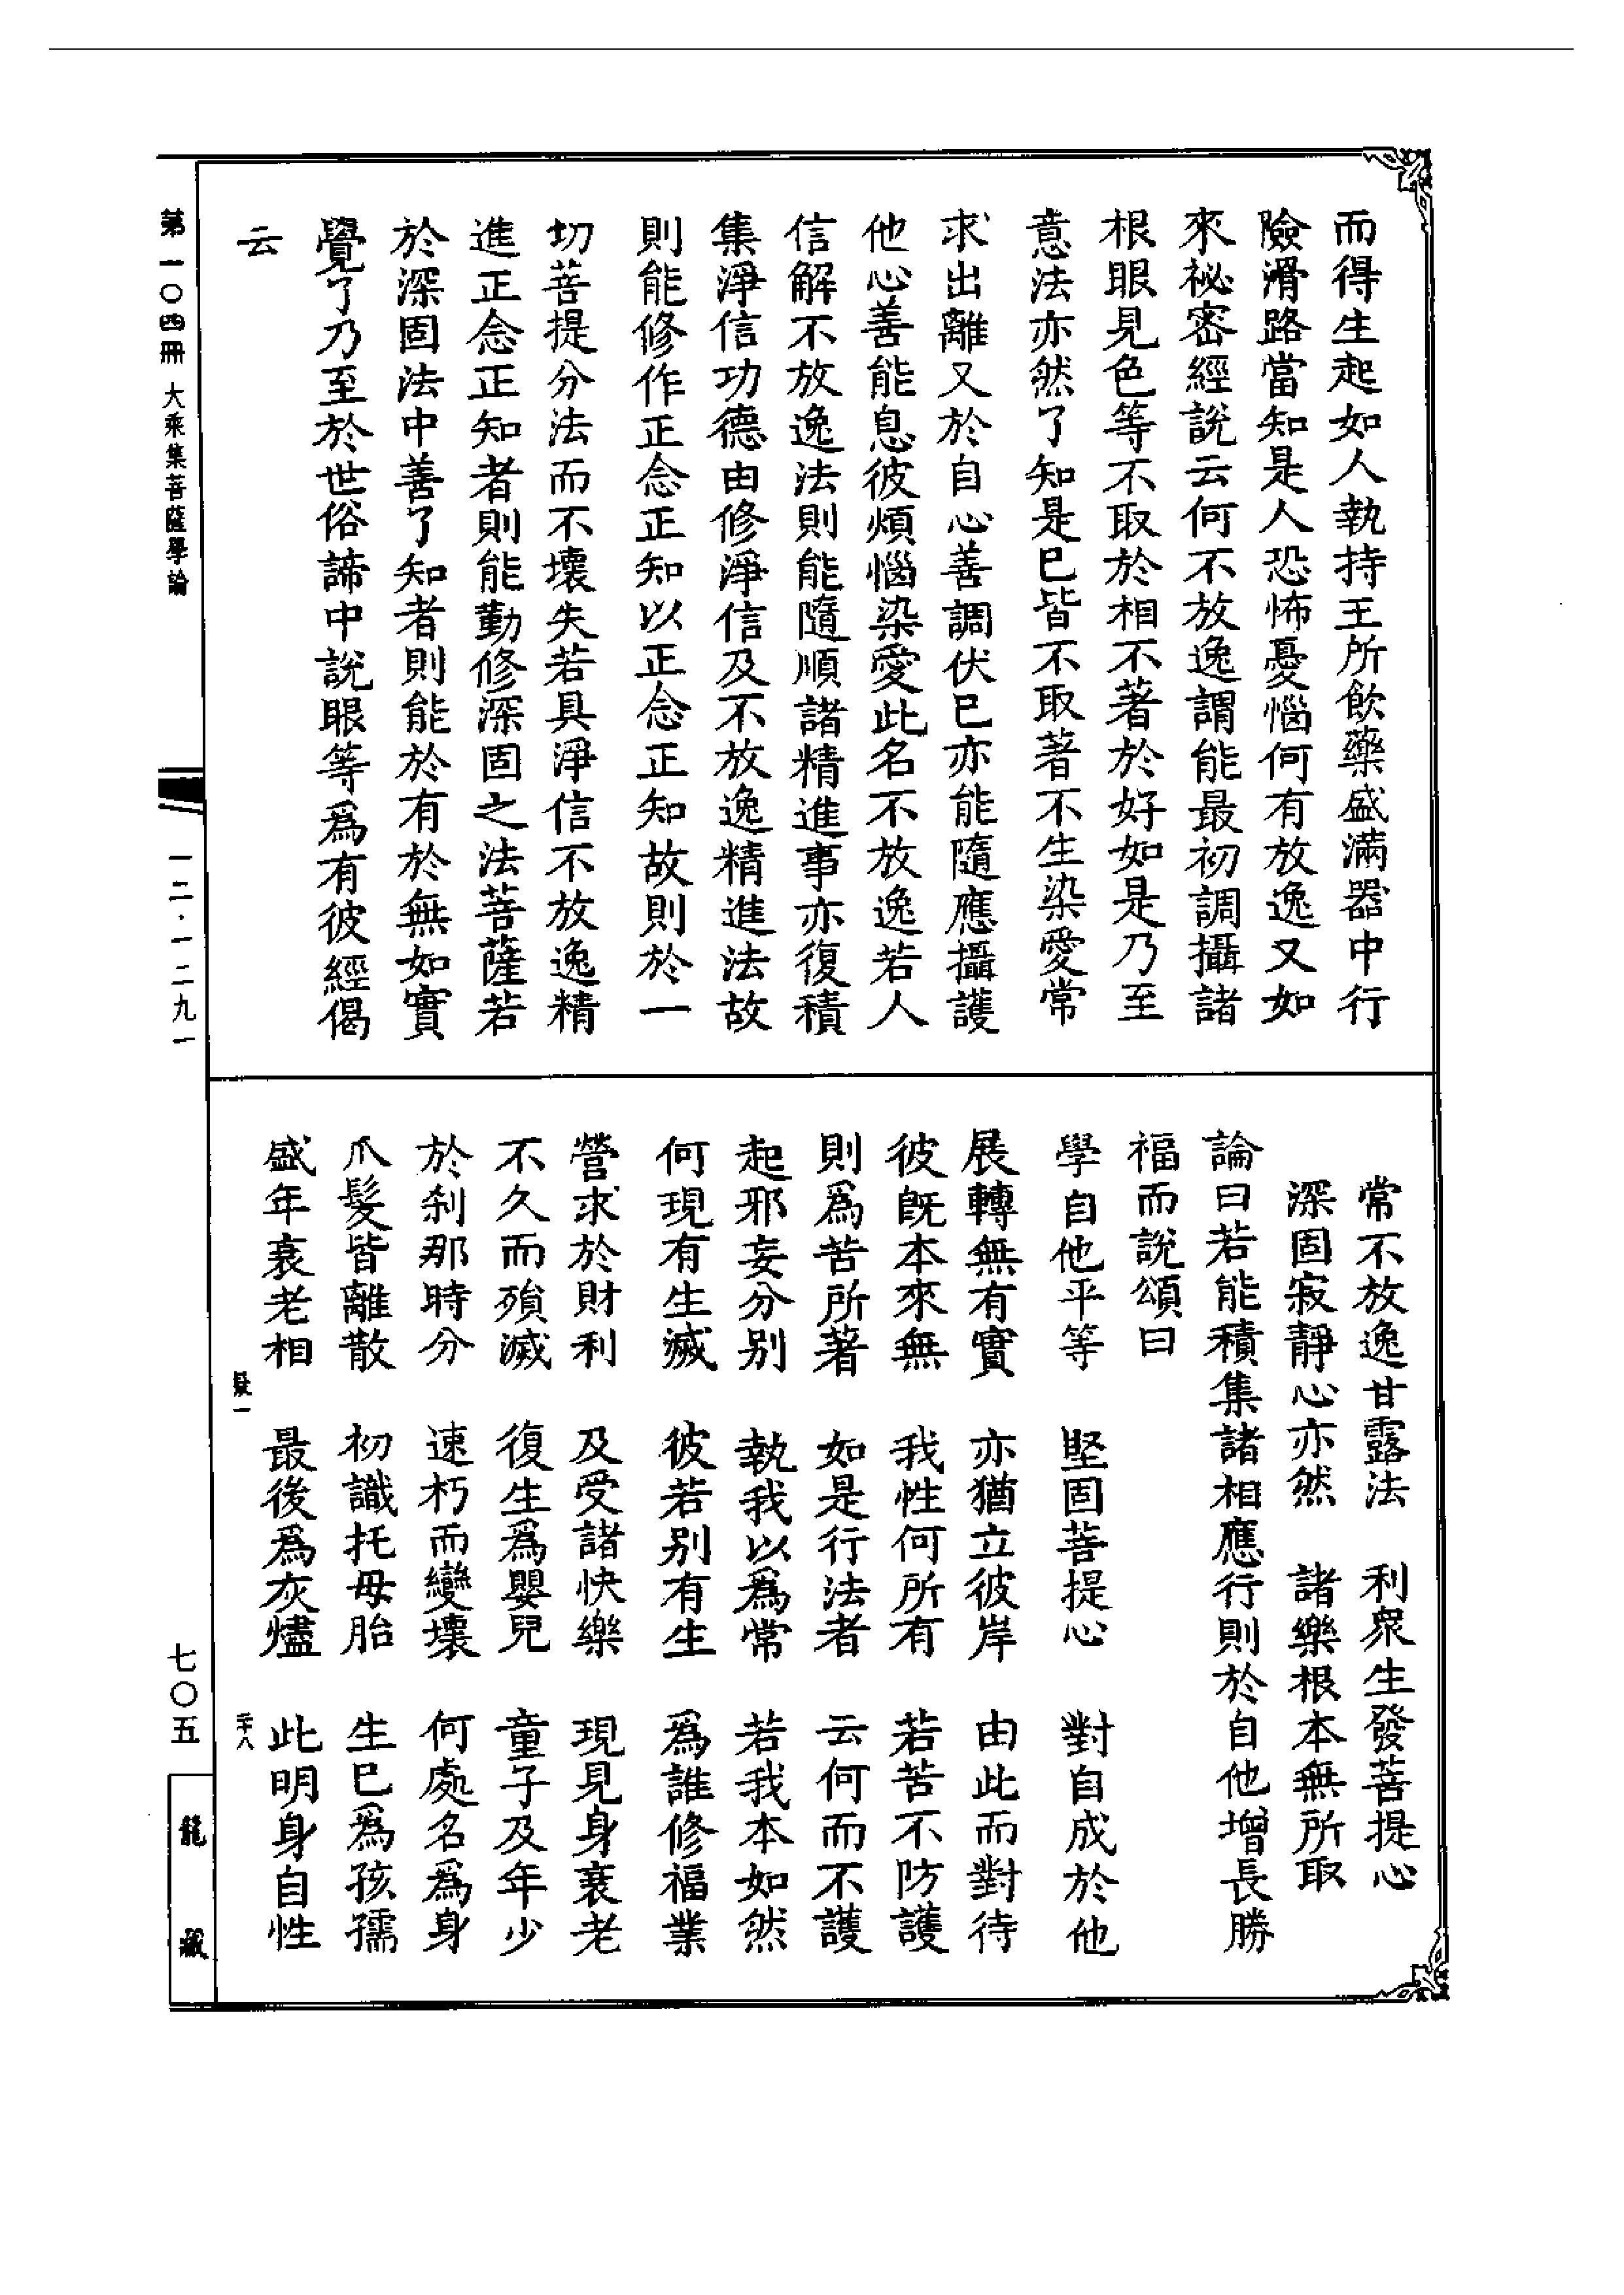 而得生起如人執持王所飲藥盛滿器中行
險滑路當知是人恐怖憂惱何有放逸又如
來祕密經說云何不放逸謂能最初調攝諸
根眼見色等不取於相不著於好如是乃至
意法亦然了知是已皆不取著不生染愛常
求出離又於自心善調伏已亦能隨應攝護
他心善能息彼煩惱染愛此名不放逸若人
信解不放逸法則能隨順諸精進事亦復積
集淨信功德由修淨信及不放逸精進法故
則能修作正念正知以正念正知故則於一
切菩提分法而不壞失若具淨信不放逸精
進正念正知者則能勤修深固之法菩薩若
於深固法中善了知者則能於有於無如實
覺了乃至於世俗諦中說眼等爲有彼經偈
云
常不放逸甘露法　利衆生發菩提心
深固寂靜心亦然　諸樂根本無所取
論曰若能積集諸相應行則於自他增長勝
福而說頌曰
學自他平等　堅固菩提心　對自成於他
展轉無有實　亦猶立彼岸　由此而對待
彼旣本來無　我性何所有　若苦不防護
則爲苦所著　如是行法者　云何而不護
起邪妄分別　執我以爲常　若我本如然
何現有生滅　彼若别有生　爲誰修福業
營求於財利　及受諸快樂　現見身衰老
不久而殞滅　復生爲嬰兒　童子及年少
於刹那時分　速朽而變壞　何處名爲身
爪髮皆離散　初識托母胎　生已爲孩孺
盛年衰老相　最後爲灰燼　此明身自性
第一〇四冊　大乘集菩薩學論
一二·一二九一
七〇五
龍藏